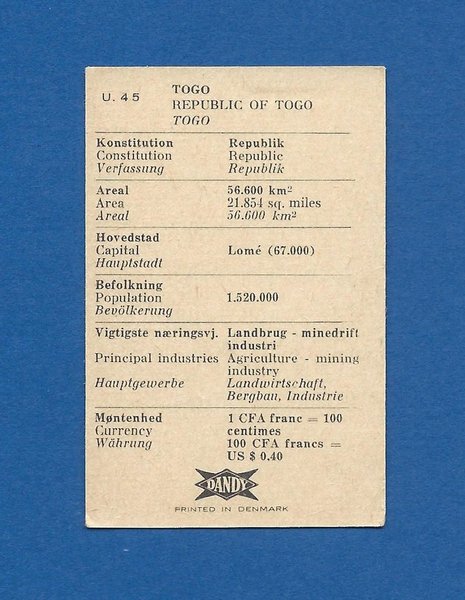 U. 45
TOGO
REPUBLIC OF TOGO
TOGO
Konstitution Republik
Constitution Republic
Verfassung Republik
Areal 56.600 km²
Area 21.854 sq. miles
Areal 56.600 km²
Hovedstad
Capital Lomé (67.000)
Hauptstadt
Befolkning
Population 1.520.000
Bevölkerung
Vigtigste næringsvj. Landbrug - minedrift
industri
Principal industries Agriculture - mining
industry
Hauptgewerbe Landwirtschaft,
Bergbau, Industrie
Møntenhed 1 CFA franc = 100
Currency centimes
Währung 100 CFA francs =
US $ 0,40
DANDY
PRINTED IN DENMARK